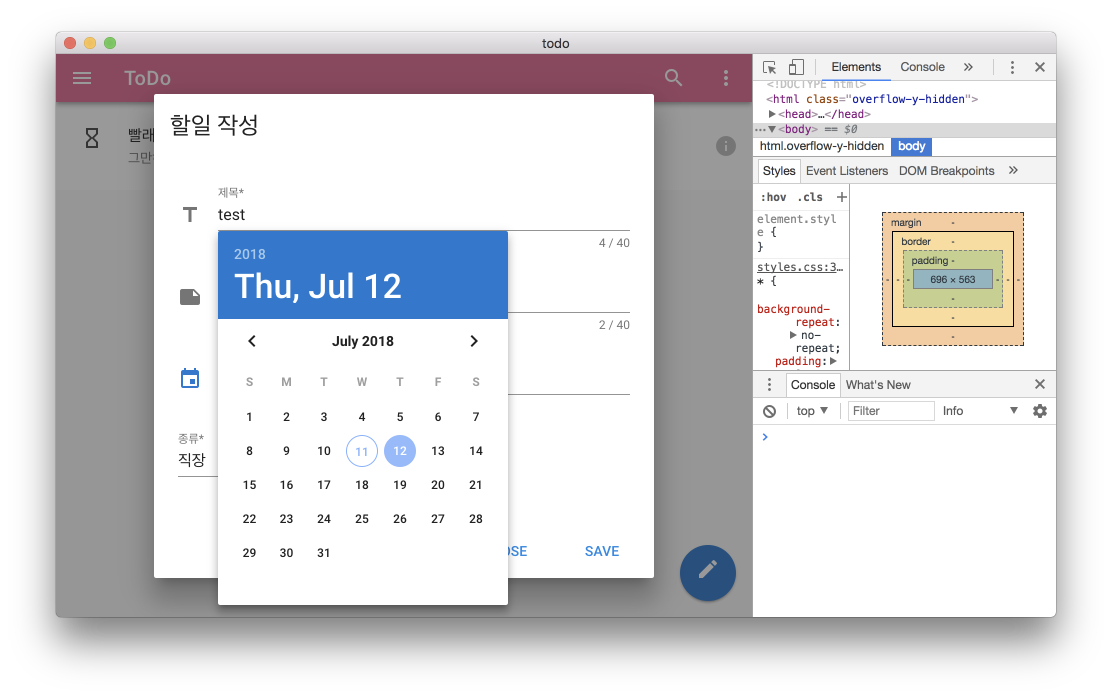 todo
ToDo
빨래
그만
할일 작성
제목*
test
4 / 40
2 / 40
2018
Thu, Jul 12
July 2018
S M T W T F S
1 2 3 4 5 6 7
8 9 10 11 12 13 14
15 16 17 18 19 20 21
22 23 24 25 26 27 28
29 30 31
종류*
직장
OSE SAVE
Elements Console »
<!DOCTYPE html>
<html class="overflow-y-hidden">
▶<head>…</head>
…▼<body> == $0
html.overflow-y-hidden body
Styles Event Listeners DOM Breakpoints »
:hov .cls +
element.styl
e {
}
styles.css:3…
* {
background-
repeat:
▶ no-
repeat;
padding:▶
margin -
border -
padding -
- - - 696 × 563 - - -
-
-
-
Console What's New
top ▼ Filter Info ▼